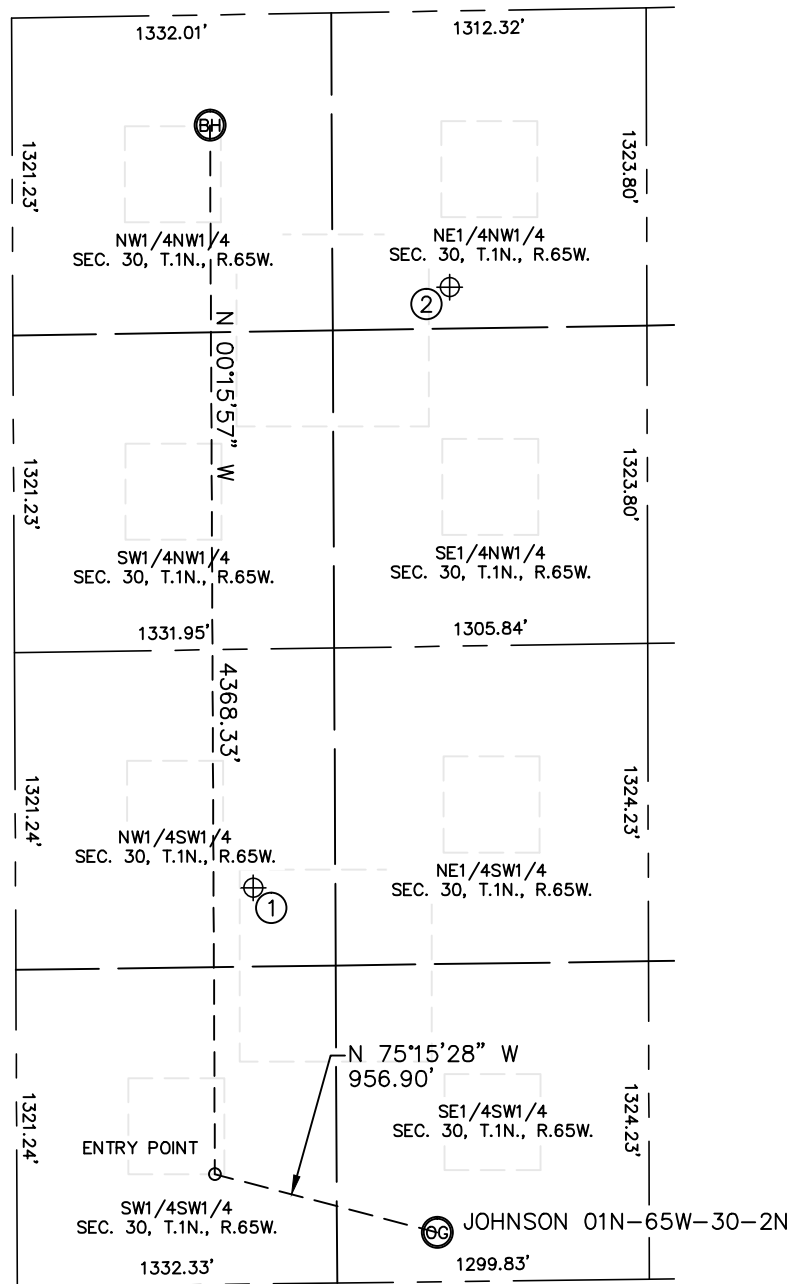 1332.01'
1312.32'
BH
1321.23'
1323.80'
NW1/4NW1/4
SEC. 30, T.1N., R.65W.
NE1/4NW1/4
SEC. 30, T.1N., R.65W.
2
N 00°15'57" W
1321.23'
1323.80'
SW1/4NW1/4
SEC. 30, T.1N., R.65W.
SE1/4NW1/4
SEC. 30, T.1N., R.65W.
1331.95'
1305.84'
4368.33'
1321.24'
1324.23'
NW1/4SW1/4
SEC. 30, T.1N., R.65W.
NE1/4SW1/4
SEC. 30, T.1N., R.65W.
1
N 75°15'28" W
956.90'
1321.24'
1324.23'
SE1/4SW1/4
SEC. 30, T.1N., R.65W.
ENTRY POINT
SW1/4SW1/4
SEC. 30, T.1N., R.65W.
OG JOHNSON 01N-65W-30-2N
1332.33'
1299.83'